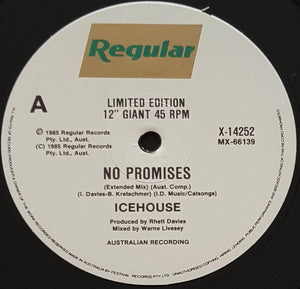 Regular
LIMITED EDITION
12" GIANT 45 RPM
A
℗ 1985 Regular Records
Pty. Ltd., Aust.
(C) 1985 Regular Records
Pty. Ltd., Aust.
X-14252
MX-66139
NO PROMISES
(Extended Mix) (Aust. Comp.)
(I. Davies-B. Kretschmer) (I.D. Music/Catsongs)
ICEHOUSE
Produced by Rhett Davies
Mixed by Warne Livesey
AUSTRALIAN RECORDING